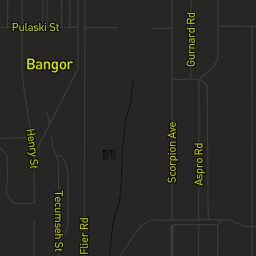 Pulaski St
Gurnard Rd
Bangor
Henry St
Scorpion Ave
Aspro Rd
Tecumseh St
Flier Rd